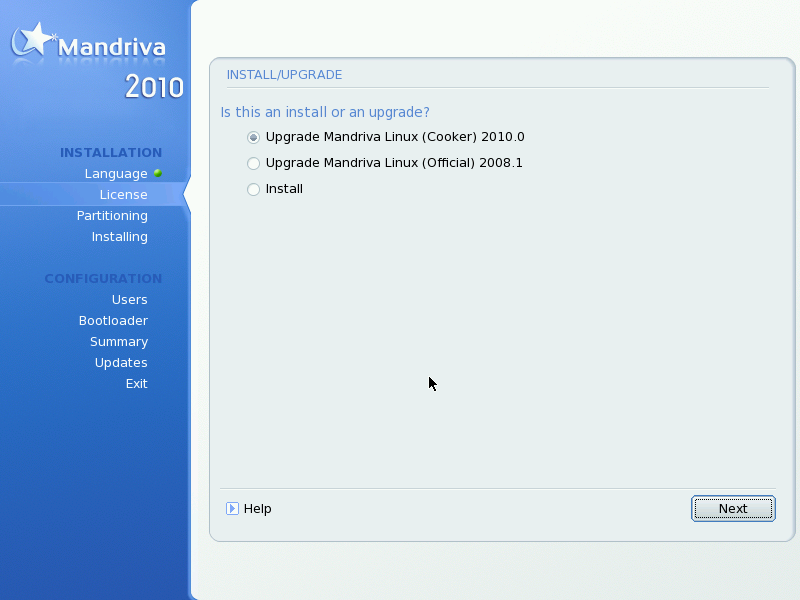 Mandriva
2010
INSTALLATION
Language
License
Partitioning
Installing
CONFIGURATION
Users
Bootloader
Summary
Updates
Exit
INSTALL/UPGRADE
Is this an install or an upgrade?
Upgrade Mandriva Linux (Cooker) 2010.0
Upgrade Mandriva Linux (Official) 2008.1
Install
Help
Next